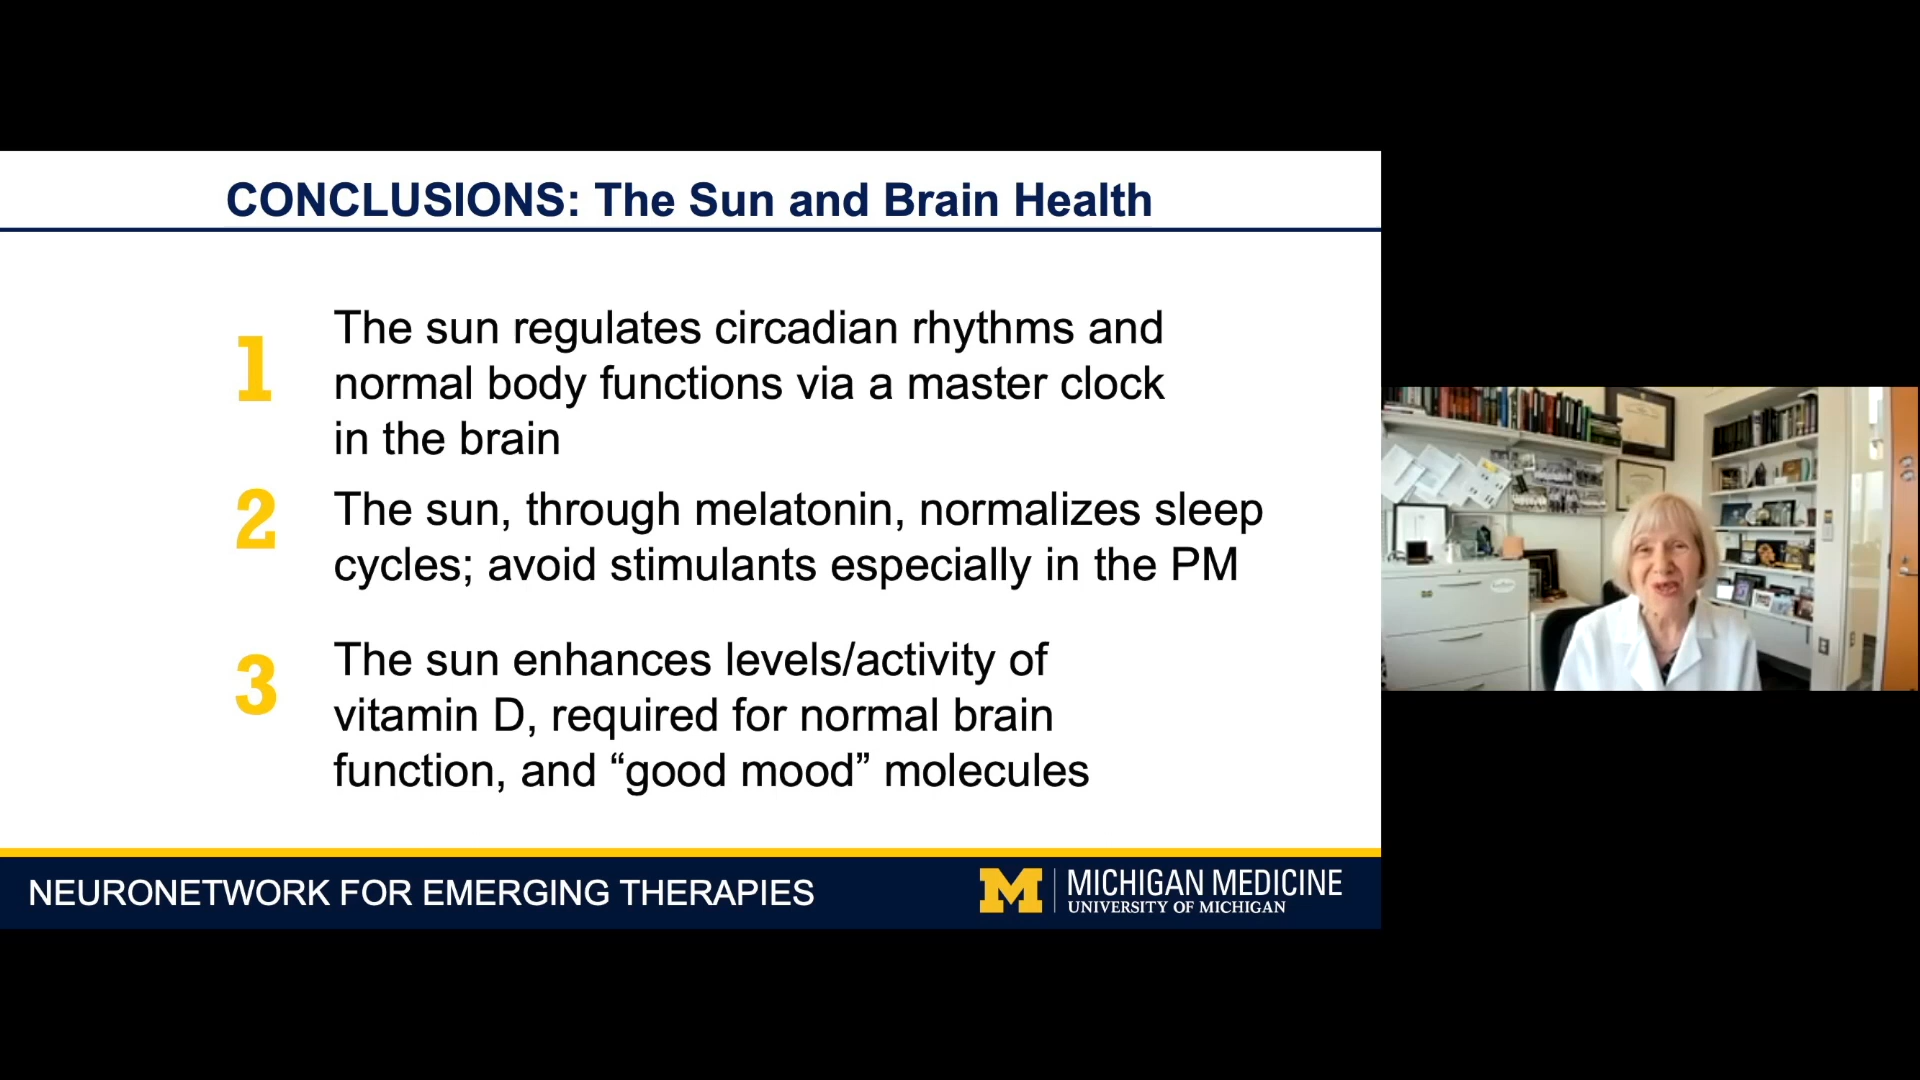 CONCLUSIONS: The Sun and Brain Health
1
The sun regulates circadian rhythms and
normal body functions via a master clock
in the brain
2
The sun, through melatonin, normalizes sleep
cycles; avoid stimulants especially in the PM
3
The sun enhances levels/activity of
vitamin D, required for normal brain
function, and “good mood” molecules
NEURONETWORK FOR EMERGING THERAPIES
M
MICHIGAN MEDICINE
UNIVERSITY OF MICHIGAN